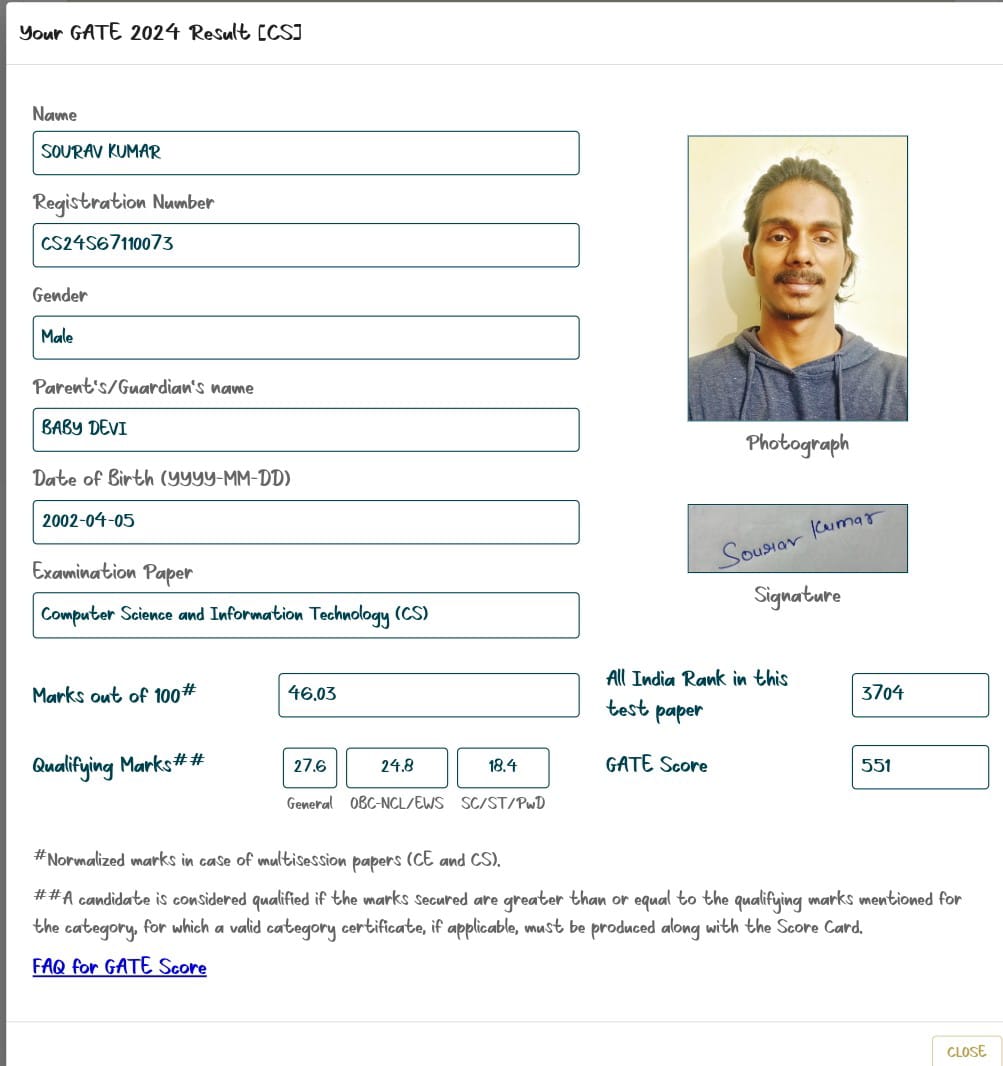 Your GATE 2024 Result [CS]
Name
SOURAV KUMAR
Registration Number
CS24S67110073
Gender
Male
Parent's/Guardian's name
BABY DEVI
Date of Birth (YYYY-MM-DD)
2002-04-05
Examination Paper
Computer Science and Information Technology (CS)
Photograph
Sourav Kumar
Signature
Marks out of 100#
46.03
All India Rank in this
test paper
3704
Qualifying Marks##
27.6 24.8 18.4
General OBC-NCL/EWS SC/ST/PwD
GATE Score
551
#Normalized marks in case of multisession papers (CE and CS).
##A candidate is considered qualified if the marks secured are greater than or equal to the qualifying marks mentioned for
the category, for which a valid category certificate, if applicable, must be produced along with the Score Card.
FAQ for GATE Score
CLOSE